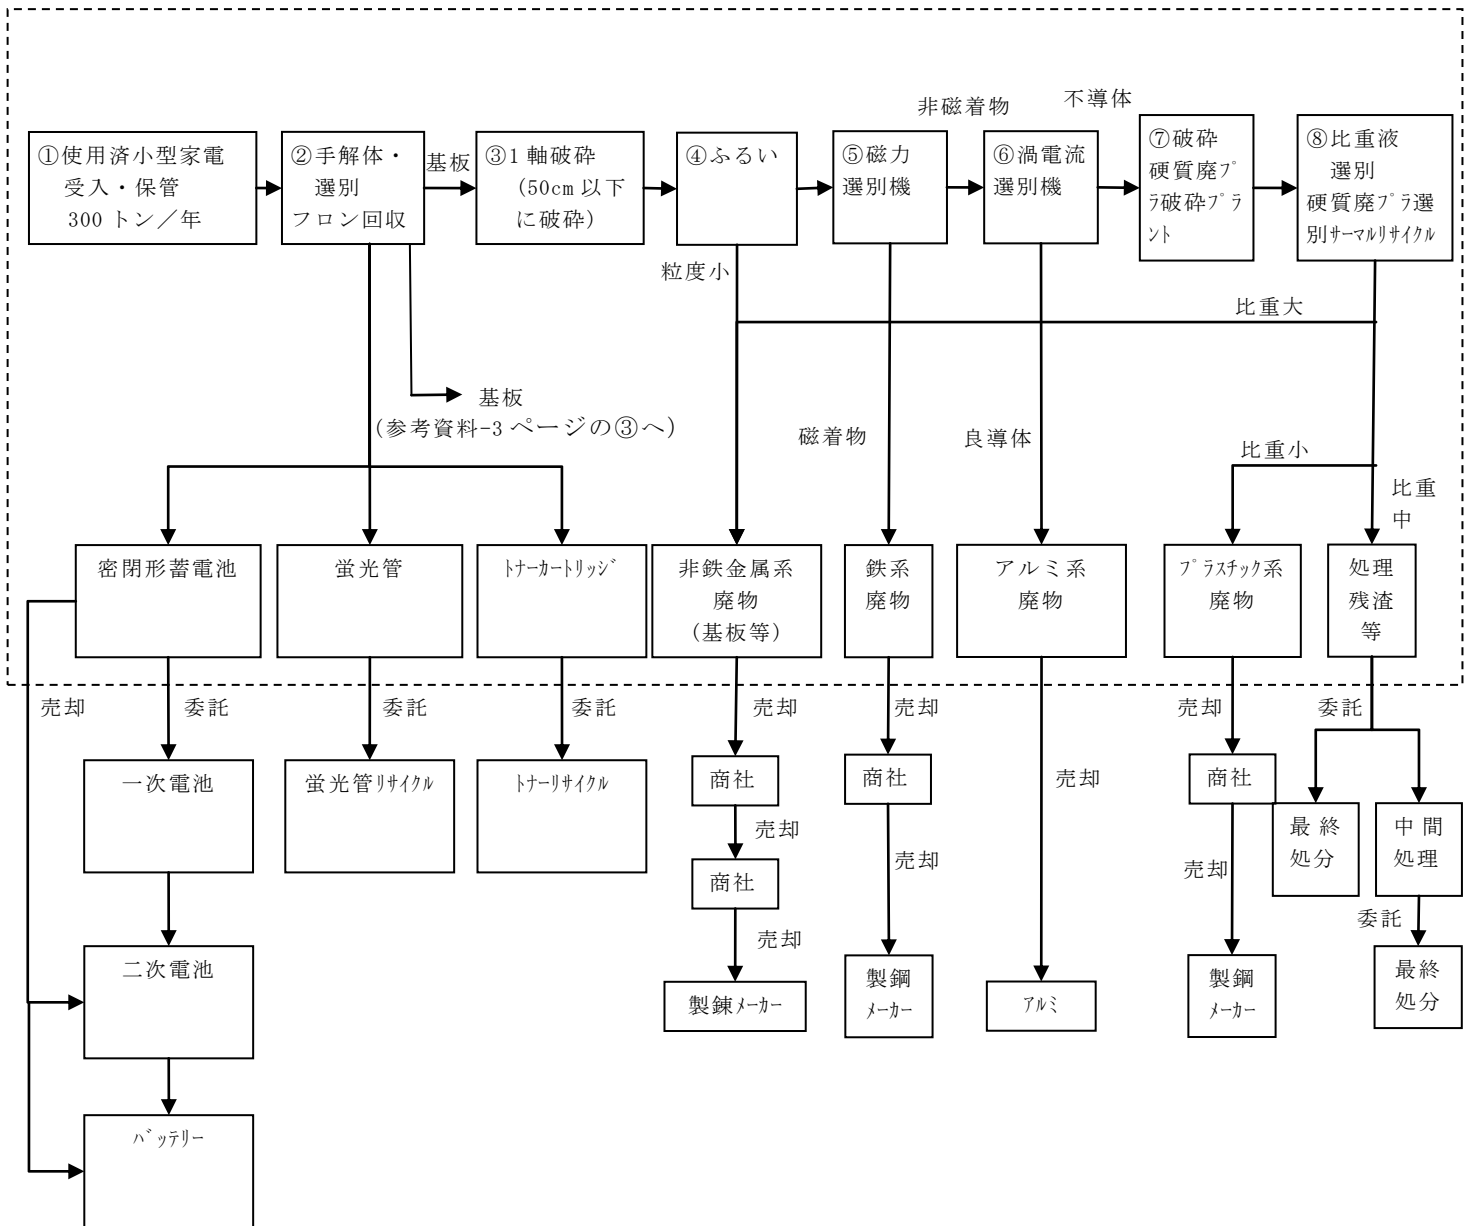 非磁着物
不導体
①使用済小型家電
受入・保管
300 トン／年
②手解体・
選別
フロン回収
基板
③1 軸破砕
(50cm 以下
に破砕)
④ふるい
⑤磁力
選別機
⑥渦電流
選別機
⑦破砕
硬質廃プ
ラ破砕プラ
ント
⑧比重液
選別
硬質廃プラ選
別サーマルリサイクル
粒度小
比重大
基板
(参考資料-3 ページの③へ)
磁着物
良導体
比重小
比重
中
密閉形蓄電池
蛍光管
トナーカートリッジ
非鉄金属系
廃物
(基板等)
鉄系
廃物
アルミ系
廃物
プラスチック系
廃物
処理
残渣
等
売却
委託
委託
委託
売却
売却
売却
委託
一次電池
蛍光管リサイクル
トナーリサイクル
商社
商社
売却
商社
最終
処分
中間
処理
売却
売却
売却
商社
委託
売却
二次電池
製錬メーカー
製鋼
メーカー
アルミ
製鋼
メーカー
最終
処分
バッテリー